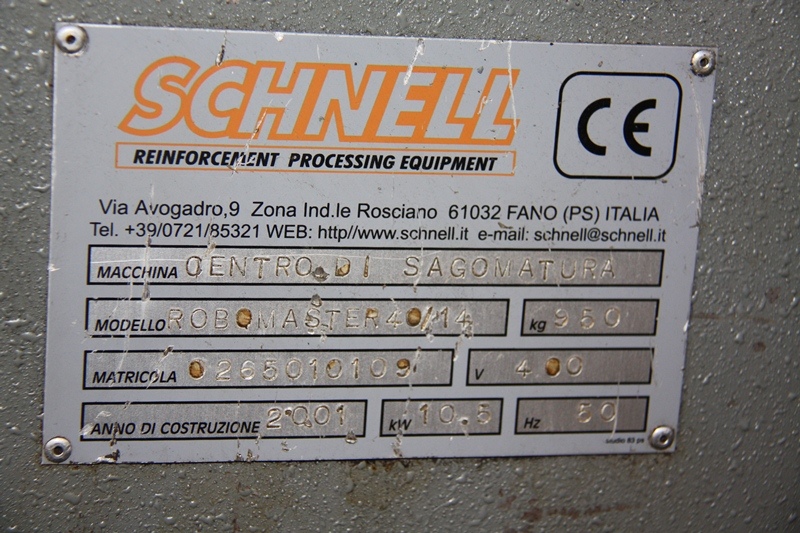 SCHNELL
CE
REINFORCEMENT PROCESSING EQUIPMENT
Via Avogadro,9 Zona Ind.le Rosciano 61032 FANO (PS) ITALIA
Tel. +39/0721/85321 WEB: http//www.schnell.it e-mail: schnell@schnell.it
MACCHINA CENTRO DI SAGOMATURA
MODELLO ROBOMASTER40/14 kg 950
MATRICOLA 0265010109 V 400
ANNO DI COSTRUZIONE 2001 kW 10.5 Hz 50